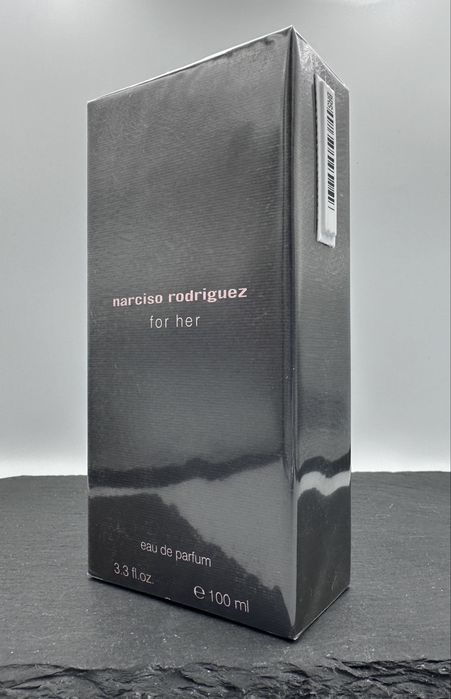 narciso rodriguez
for her
eau de parfum
3.3 fl.oz. ℮ 100 ml